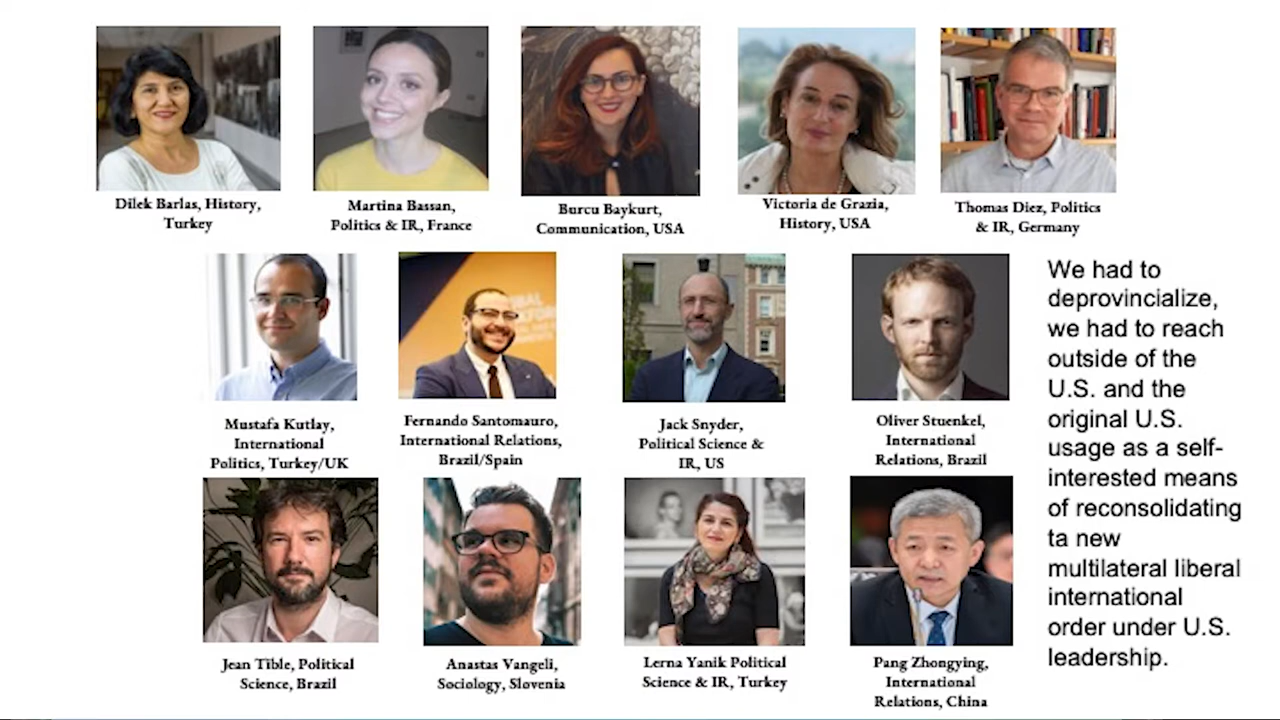 Dilek Barlas, History,
Turkey
Martina Bassan,
Politics & IR, France
Burcu Baykurt,
Communication, USA
Victoria de Grazia,
History, USA
Thomas Diez, Politics
& IR, Germany
Mustafa Kutlay,
International
Politics, Turkey/UK
Fernando Santomauro,
International Relations,
Brazil/Spain
Jack Snyder,
Political Science &
IR, US
Oliver Stuenkel,
International
Relations, Brazil
Jean Tible, Political
Science, Brazil
Anastas Vangeli,
Sociology, Slovenia
Lerna Yanik Political
Science & IR, Turkey
Pang Zhongying,
International
Relations, China
We had to
deprovincialize,
we had to reach
outside of the
U.S. and the
original U.S.
usage as a self-
interested means
of reconsolidating
ta new
multilateral liberal
international
order under U.S.
leadership.